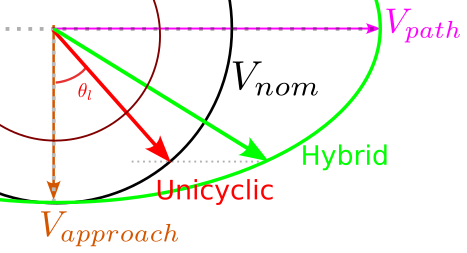 V_path
V_nom
θ_l
Hybrid
Unicyclic
V_approach